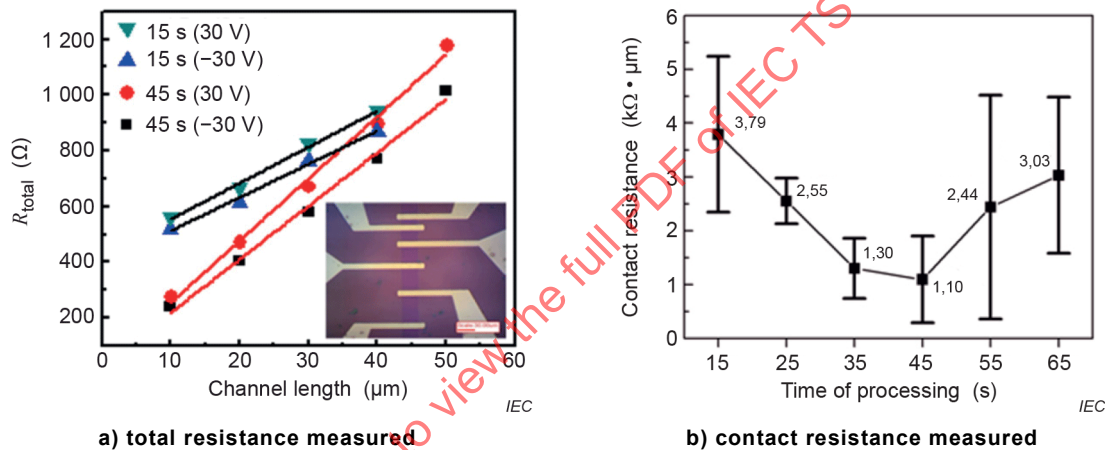 1 200
1 000
800
600
400
200
0
10
20
30
40
50
60
R total (Ω)
Channel length (µm)
15 s (30 V)
15 s (−30 V)
45 s (30 V)
45 s (−30 V)
IEC
a) total resistance measured
6
5
4
3
2
1
0
15
25
35
45
55
65
Contact resistance (kΩ • µm)
Time of processing (s)
3,79
2,55
1,30
1,10
2,44
3,03
IEC
b) contact resistance measured
to view the full PDF of IEC TS